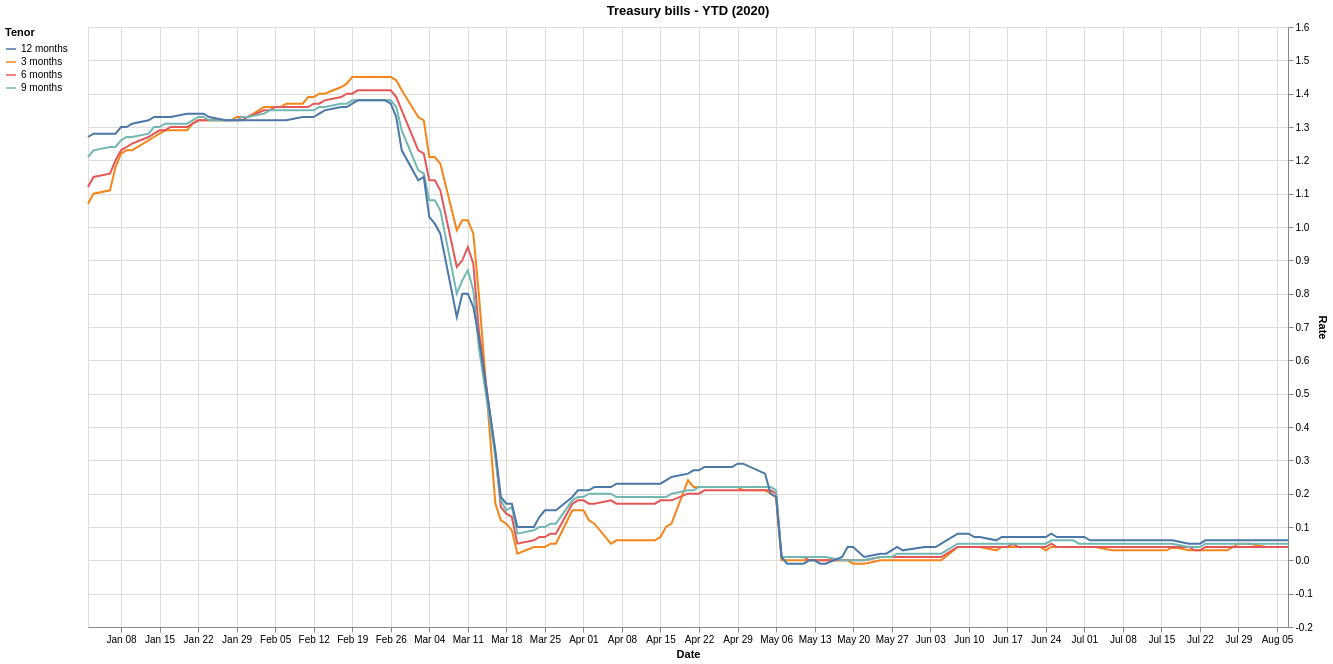 Treasury bills - YTD (2020)
Tenor
12 months
3 months
6 months
9 months
1.6
1.5
1.4
1.3
1.2
1.1
1.0
0.9
0.8
0.7
0.6
0.5
0.4
0.3
0.2
0.1
0.0
-0.1
-0.2
Rate
Jan 08 Jan 15 Jan 22 Jan 29 Feb 05 Feb 12 Feb 19 Feb 26 Mar 04 Mar 11 Mar 18 Mar 25 Apr 01 Apr 08 Apr 15 Apr 22 Apr 29 May 06 May 13 May 20 May 27 Jun 03 Jun 10 Jun 17 Jun 24 Jul 01 Jul 08 Jul 15 Jul 22 Jul 29 Aug 05
Date